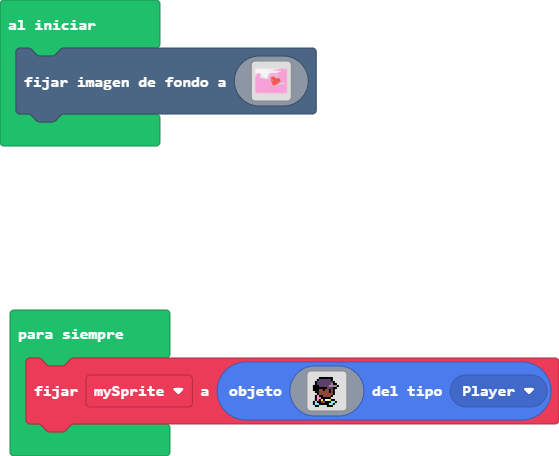 al iniciar
fijar imagen de fondo a
para siempre
fijar mySprite a objeto del tipo Player